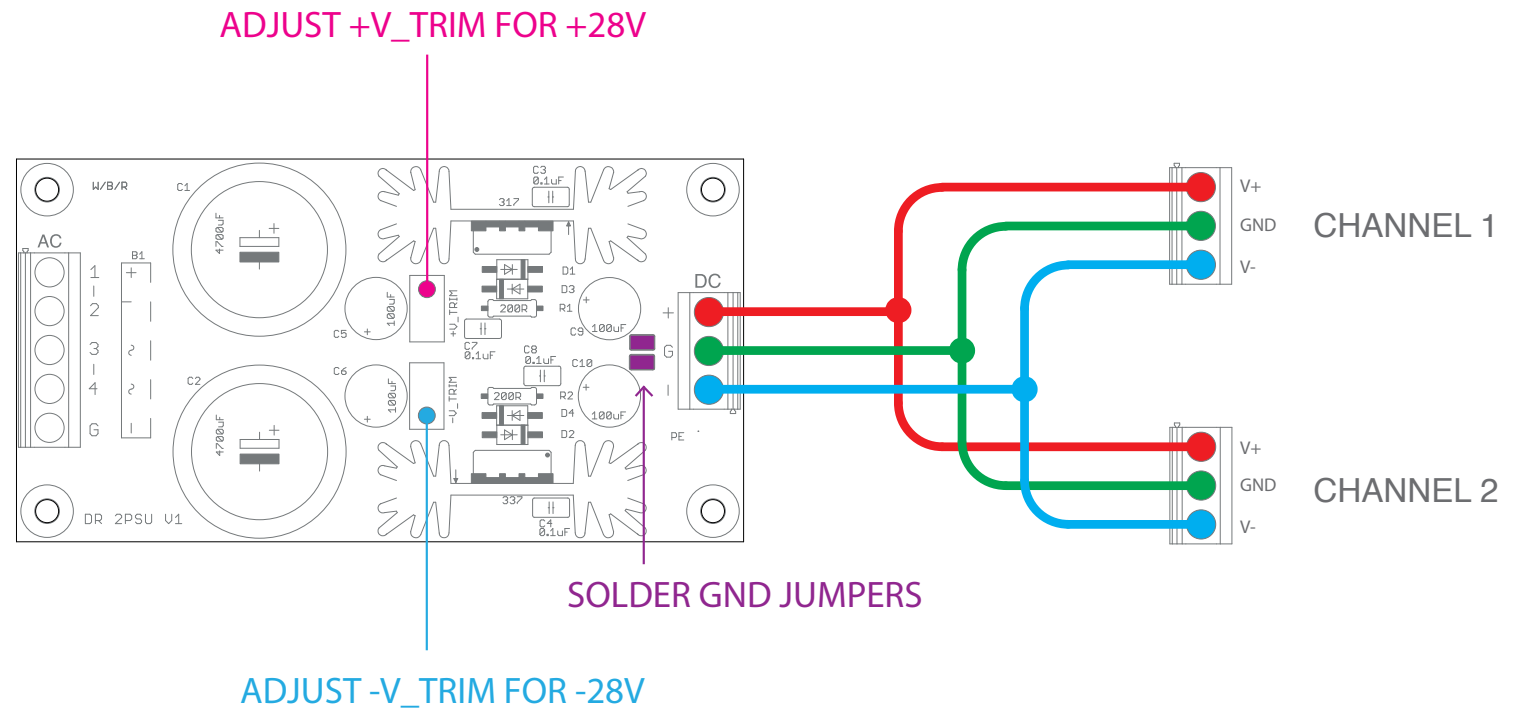 ADJUST +V_TRIM FOR +28V
W/B/R
C1
4700uF
+
C3
0.1uF
317
AC
1
2
3
4
G
B1
+
~
~
-
C5
100uF
+
+V_TRIM
D1
D3
200R
R1
C7
0.1uF
C9
100uF
+
DC
+
G
-
C2
4700uF
+
C6
100uF
+
-V_TRIM
C8
0.1uF
C10
200R
R2
D4
D2
+
100uF
PE
337
C4
0.1uF
DR 2PSU V1
V+
GND
V-
CHANNEL 1
V+
GND
V-
CHANNEL 2
SOLDER GND JUMPERS
ADJUST -V_TRIM FOR -28V